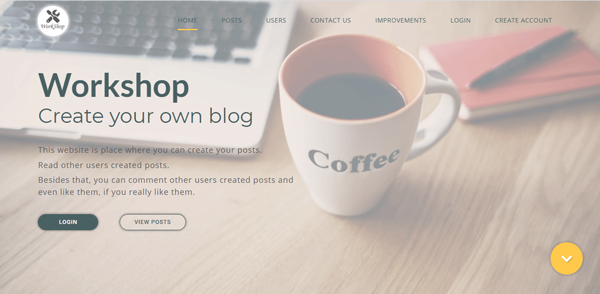 HOME POSTS USERS CONTACT US IMPROVEMENTS LOGIN CREATE ACCOUNT
WorkShop
Workshop
Create your own blog
This website is place where you can create your posts.
Read other users created posts.
Besides that, you can comment other users created posts and
even like them, if you really like them.
LOGIN VIEW POSTS
Coffee